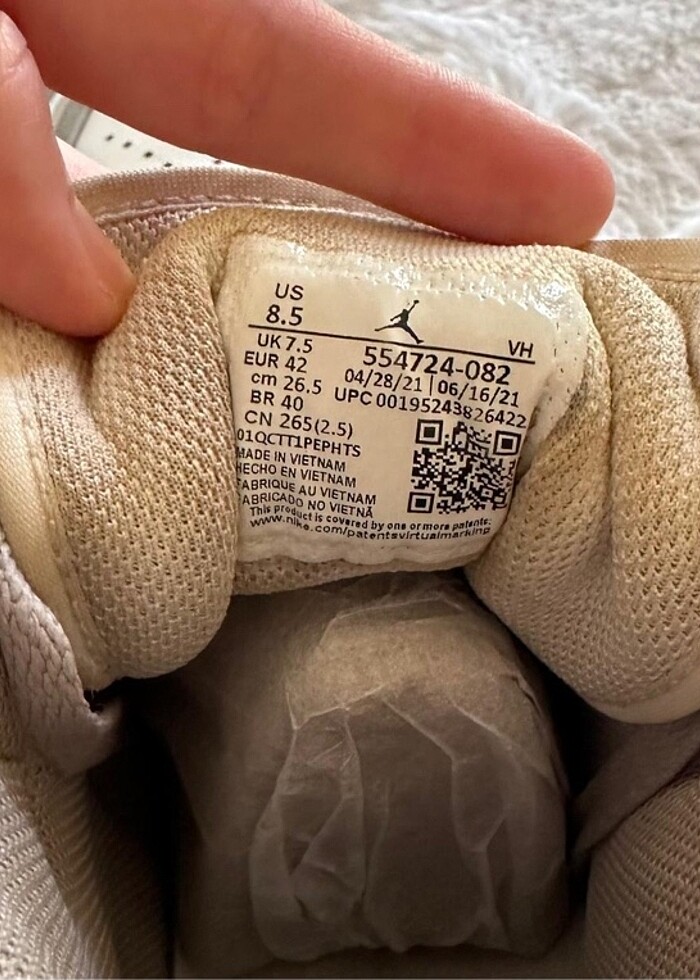 US
8.5
VH
UK 7.5
554724-082
EUR 42
04/28/21 | 06/16/21
cm 26.5
UPC 00195243826422
BR 40
CN 265(2.5)
01QCTT1PEPHTS
MADE IN VIETNAM
HECHO EN VIETNAM
FABRIQUE AU VIETNAM
FABRICADO NO VIETNÃ
This product is covered by one or more patents:
www.nike.com/patentsvirtualmarking